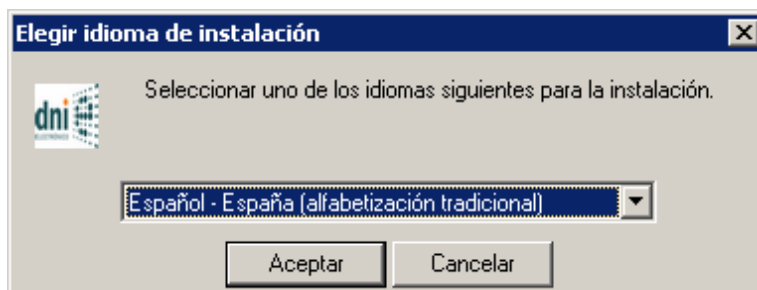 Elegir idioma de instalación
Seleccionar uno de los idiomas siguientes para la instalación.
dni
Español - España (alfabetización tradicional)
Aceptar
Cancelar